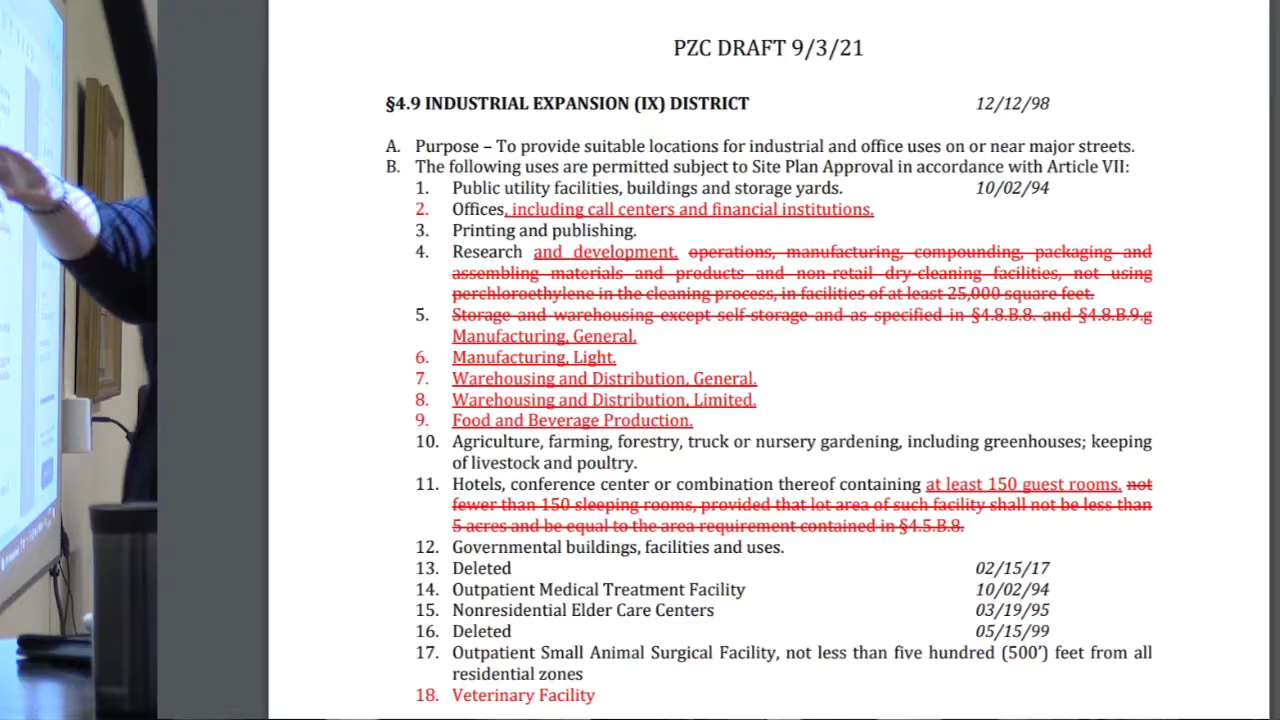 PZC DRAFT 9/3/21
§4.9 INDUSTRIAL EXPANSION (IX) DISTRICT 12/12/98
A. Purpose – To provide suitable locations for industrial and office uses on or near major streets.
B. The following uses are permitted subject to Site Plan Approval in accordance with Article VII:
1. Public utility facilities, buildings and storage yards. 10/02/94
2. Offices, including call centers and financial institutions.
3. Printing and publishing.
4. Research and development. operations, manufacturing, compounding, packaging and
assembling materials and products and non-retail dry-cleaning facilities, not using
perchloroethylene in the cleaning process, in facilities of at least 25,000 square feet.
5. Storage and warehousing except self-storage and as specified in §4.8.B.8. and §4.8.B.9.g
Manufacturing, General.
6. Manufacturing, Light.
7. Warehousing and Distribution, General.
8. Warehousing and Distribution, Limited.
9. Food and Beverage Production.
10. Agriculture, farming, forestry, truck or nursery gardening, including greenhouses; keeping
of livestock and poultry.
11. Hotels, conference center or combination thereof containing at least 150 guest rooms. not
fewer than 150 sleeping rooms, provided that lot area of such facility shall not be less than
5 acres and be equal to the area requirement contained in §4.5.B.8.
12. Governmental buildings, facilities and uses.
13. Deleted 02/15/17
14. Outpatient Medical Treatment Facility 10/02/94
15. Nonresidential Elder Care Centers 03/19/95
16. Deleted 05/15/99
17. Outpatient Small Animal Surgical Facility, not less than five hundred (500’) feet from all
residential zones
18. Veterinary Facility